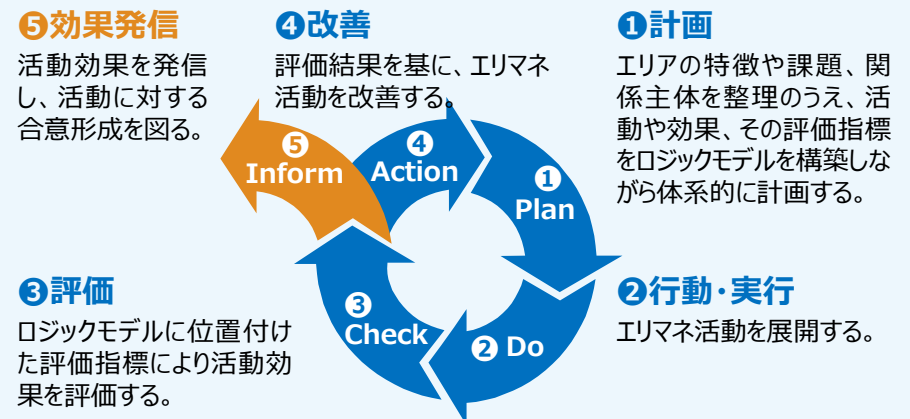 ❺効果発信
活動効果を発信
し、活動に対する
合意形成を図る。
❹改善
評価結果を基に、エリマネ
活動を改善する。
❶計画
エリアの特徴や課題、関
係主体を整理のうえ、活
動や効果、その評価指標
をロジックモデルを構築しな
がら体系的に計画する。
❺
Inform
❹
Action
❶
Plan
❸
Check
❷ Do
❸評価
ロジックモデルに位置付け
た評価指標により活動効
果を評価する。
❷行動・実行
エリマネ活動を展開する。